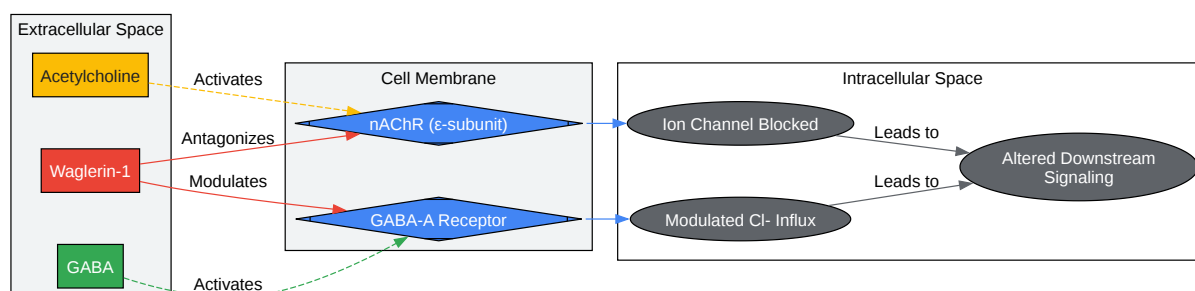 Extracellular Space
Acetylcholine
Waglerin-1
GABA
Activates
Antagonizes
Modulates
Activates
Cell Membrane
nAChR (ε-subunit)
GABA-A Receptor
Intracellular Space
Ion Channel Blocked
Modulated Cl- Influx
Leads to
Leads to
Altered Downstream
Signaling